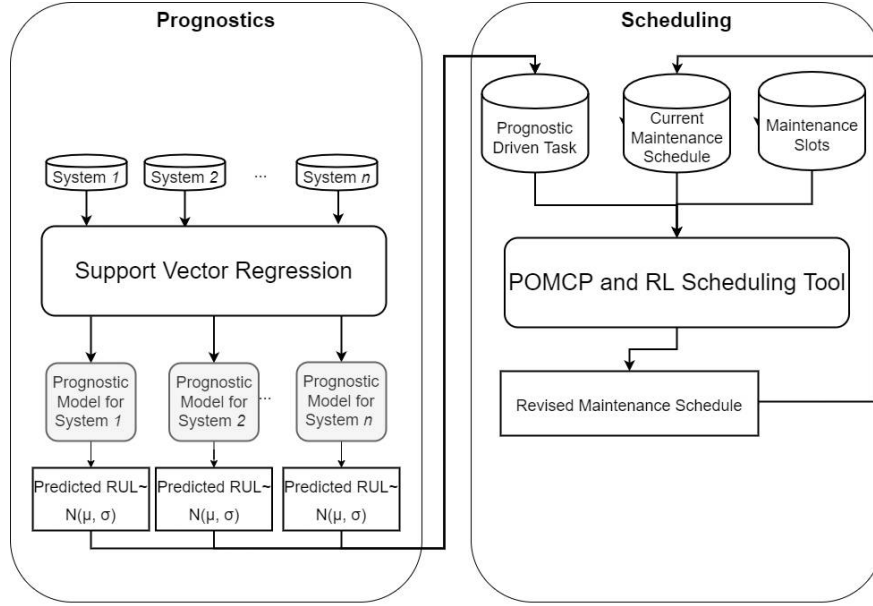 Prognostics
System 1
System 2
...
System n
Support Vector Regression
Prognostic
Model for
System 1
Prognostic
Model for
System 2
...
Prognostic
Model for
System n
Predicted RUL~
N(μ, σ)
Predicted RUL~
N(μ, σ)
Predicted RUL~
N(μ, σ)
Scheduling
Prognostic
Driven Task
Current
Maintenance
Schedule
Maintenance
Slots
POMCP and RL Scheduling Tool
Revised Maintenance Schedule